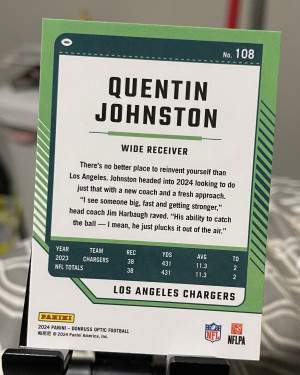 No. 108
QUENTIN
JOHNSTON
WIDE RECEIVER
There's no better place to reinvent yourself than
Los Angeles. Johnston headed into 2024 looking to do
just that with a new coach and a fresh approach.
"I see someone big, fast and getting stronger,"
head coach Jim Harbaugh raved. "His ability to catch
the ball — I mean, he just plucks it out of the air."
YEAR TEAM REC YDS AVG TD
2023 CHARGERS 38 431 11.3 2
NFL TOTALS 38 431 11.3 2
LOS ANGELES CHARGERS
PANINI
2024 PANINI – DONRUSS OPTIC FOOTBALL
© 2024 Panini America, Inc.
NFL
NFLPA